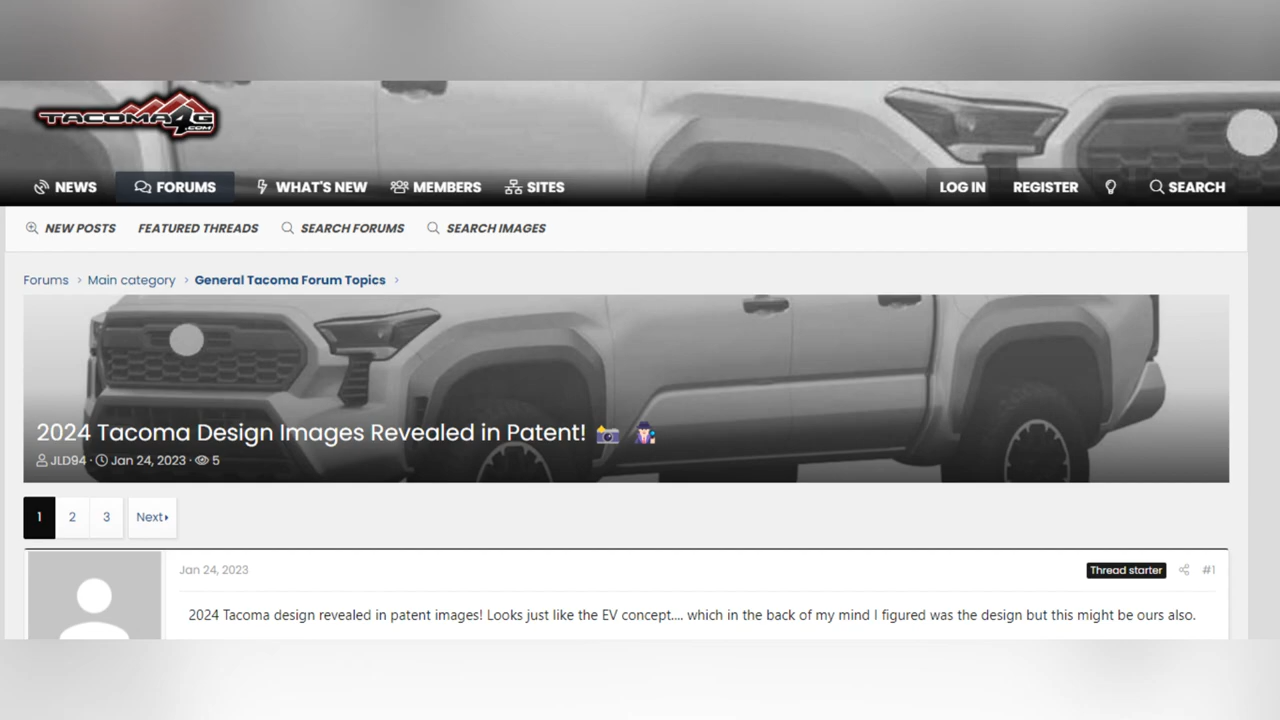 TACOMA4G
.COM
NEWS FORUMS WHAT'S NEW MEMBERS SITES LOG IN REGISTER SEARCH
NEW POSTS FEATURED THREADS SEARCH FORUMS SEARCH IMAGES
Forums > Main category > General Tacoma Forum Topics >
2024 Tacoma Design Images Revealed in Patent! 📸 🕵🏻‍♂️
JLD94 · Jan 24, 2023 · 5
1 2 3 Next
Jan 24, 2023 Thread starter #1
2024 Tacoma design revealed in patent images! Looks just like the EV concept.... which in the back of my mind I figured was the design but this might be ours also.